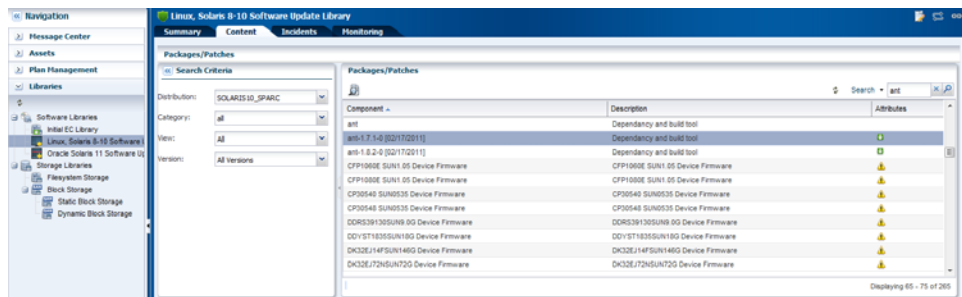 Navigation
Message Center
Assets
Plan Management
Libraries
Software Libraries
Initial EC Library
Linux, Solaris 8-10 Software I
Oracle Solaris 11 Software Up
Storage Libraries
Filesystem Storage
Block Storage
Static Block Storage
Dynamic Block Storage
Linux, Solaris 8-10 Software Update Library
Summary Content Incidents Monitoring
Packages/Patches
Search Criteria
Distribution: SOLARIS10_SPARC
Category: all
View: All
Version: All Versions
Packages/Patches
Search ant
Component Description Attributes
ant Dependancy and build tool
ant-1.7.1-0 [02/17/2011] Dependancy and build tool
ant-1.8.2-0 [02/17/2011] Dependancy and build tool
CFP1060E SUN1.05 Device Firmware CFP1060E SUN1.05 Device Firmware
CFP1080E SUN1.05 Device Firmware CFP1080E SUN1.05 Device Firmware
CP30540 SUN0535 Device Firmware CP30540 SUN0535 Device Firmware
CP30548 SUN0535 Device Firmware CP30548 SUN0535 Device Firmware
DDRS39130SUN9.0G Device Firmware DDRS39130SUN9.0G Device Firmware
DDYST1835SUN18G Device Firmware DDYST1835SUN18G Device Firmware
DK32EJ14FSUN146G Device Firmware DK32EJ14FSUN146G Device Firmware
DK32EJ72NSUN72G Device Firmware DK32EJ72NSUN72G Device Firmware
Displaying 65 - 75 of 265